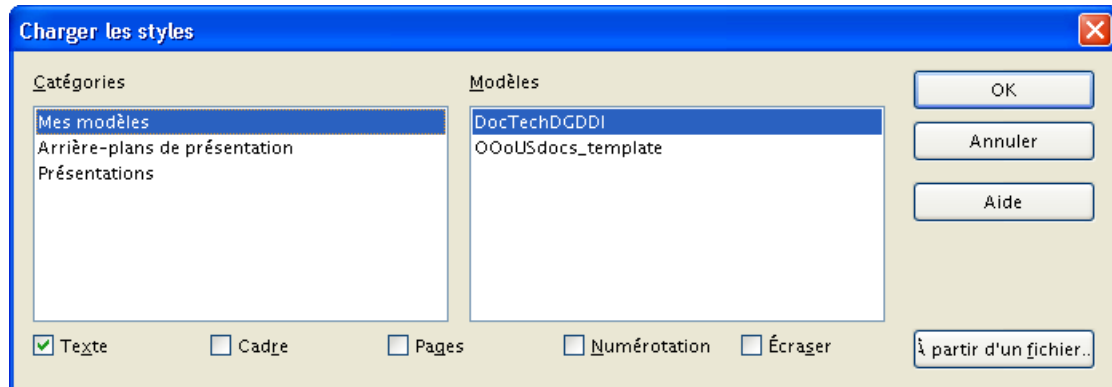 Charger les styles
Catégories
Mes modèles
Arrière-plans de présentation
Présentations
Modèles
DocTechDGDDI
OOoUSdocs_template
OK
Annuler
Aide
Texte Cadre Pages Numérotation Écraser
À partir d'un fichier..